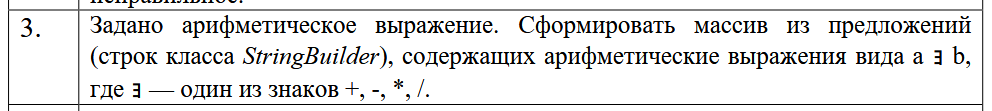 неправильное.
3.
Задано арифметическое выражение. Сформировать массив из предложений
(строк класса StringBuilder), содержащих арифметические выражения вида a ∃ b,
где ∃ — один из знаков +, -, *, /.